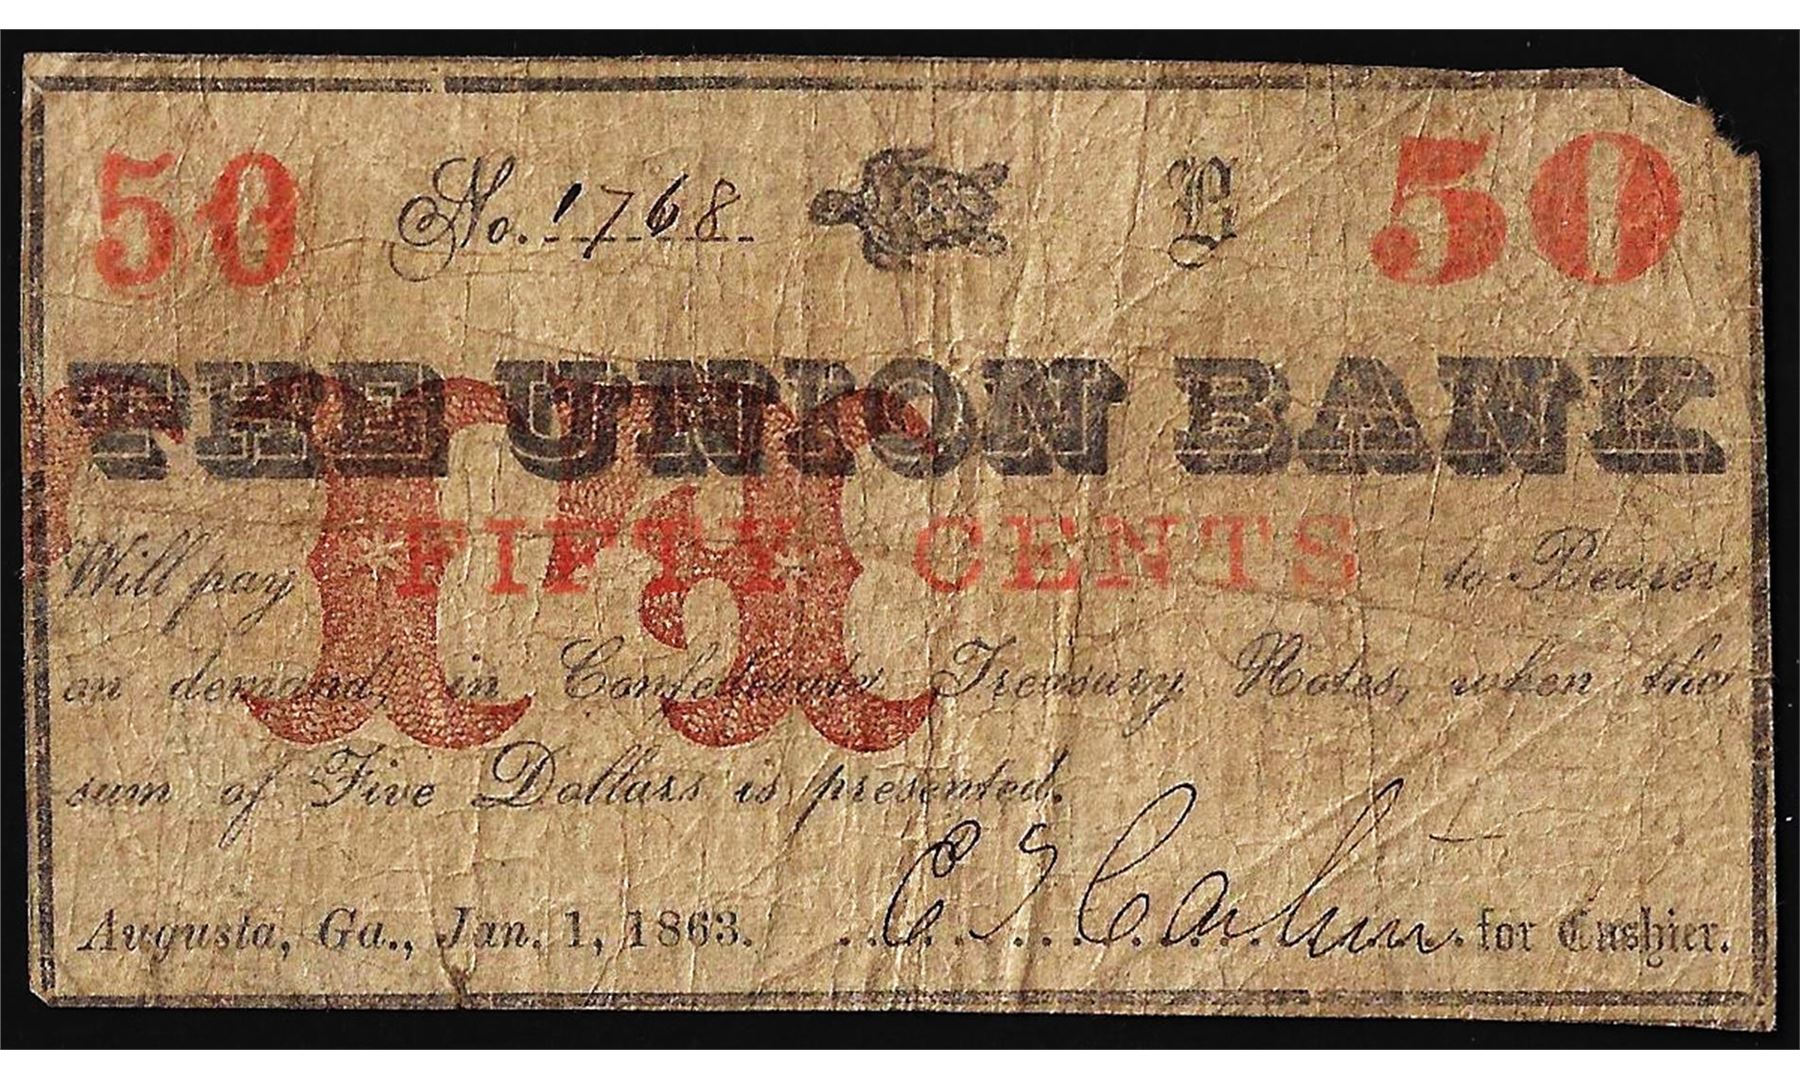 50 No. 1768 B 50
THE UNION BANK
Will pay FIFTY CENTS to Bearer
on demand, in Confederate Treasury Notes, when the
sum of Five Dollars is presented.
Augusta, Ga., Jan. 1, 1863. for Cashier.